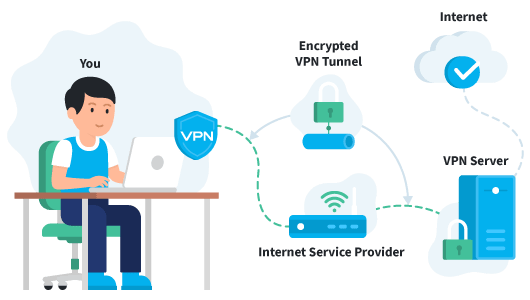 Internet
Encrypted
VPN Tunnel
You
VPN
VPN Server
Internet Service Provider